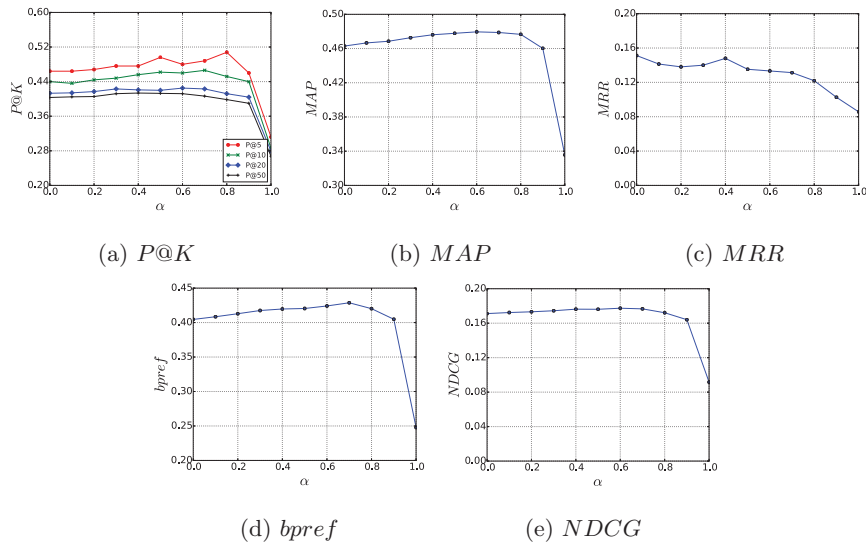 0.60
0.52
0.44
0.36
0.28
0.20
P@K
P@5
P@10
P@20
P@50
0.0 0.2 0.4 0.6 0.8 1.0
α
(a) P@K
0.54
0.48
0.42
0.36
0.30
MAP
0.0 0.2 0.4 0.6 0.8 1.0
α
(b) MAP
0.20
0.16
0.12
0.08
0.04
0.00
MRR
0.0 0.2 0.4 0.6 0.8 1.0
α
(c) MRR
0.45
0.40
0.35
0.30
0.25
0.20
bpref
0.0 0.2 0.4 0.6 0.8 1.0
α
(d) bpref
0.20
0.16
0.12
0.08
0.04
0.00
NDCG
0.0 0.2 0.4 0.6 0.8 1.0
α
(e) NDCG